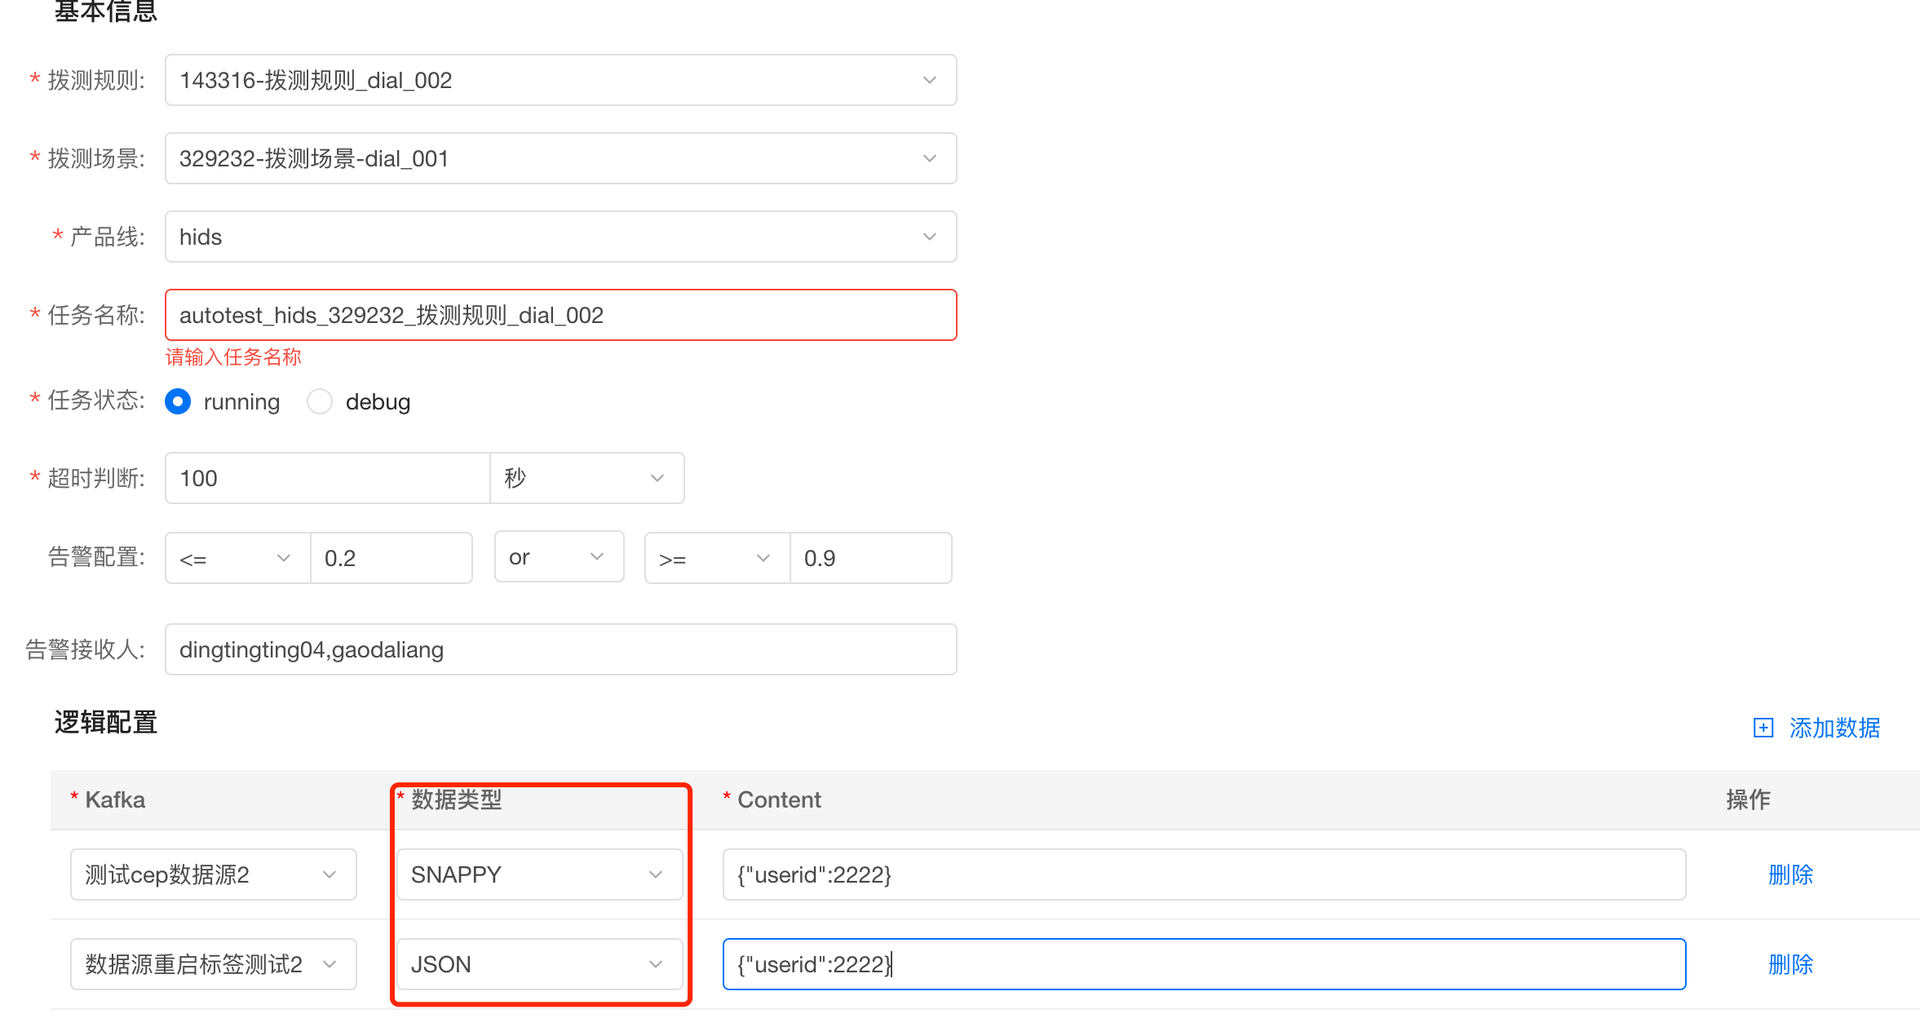 基本信息
* 拨测规则: 143316-拨测规则_dial_002
* 拨测场景: 329232-拨测场景-dial_001
* 产品线: hids
* 任务名称: autotest_hids_329232_拨测规则_dial_002
请输入任务名称
* 任务状态: running debug
* 超时判断: 100 秒
告警配置: <= 0.2 or >= 0.9
告警接收人: dingtingting04,gaodaliang
逻辑配置 添加数据
* Kafka * 数据类型 * Content 操作
测试cep数据源2 SNAPPY {"userid":2222} 删除
数据源重启标签测试2 JSON {"userid":2222} 删除